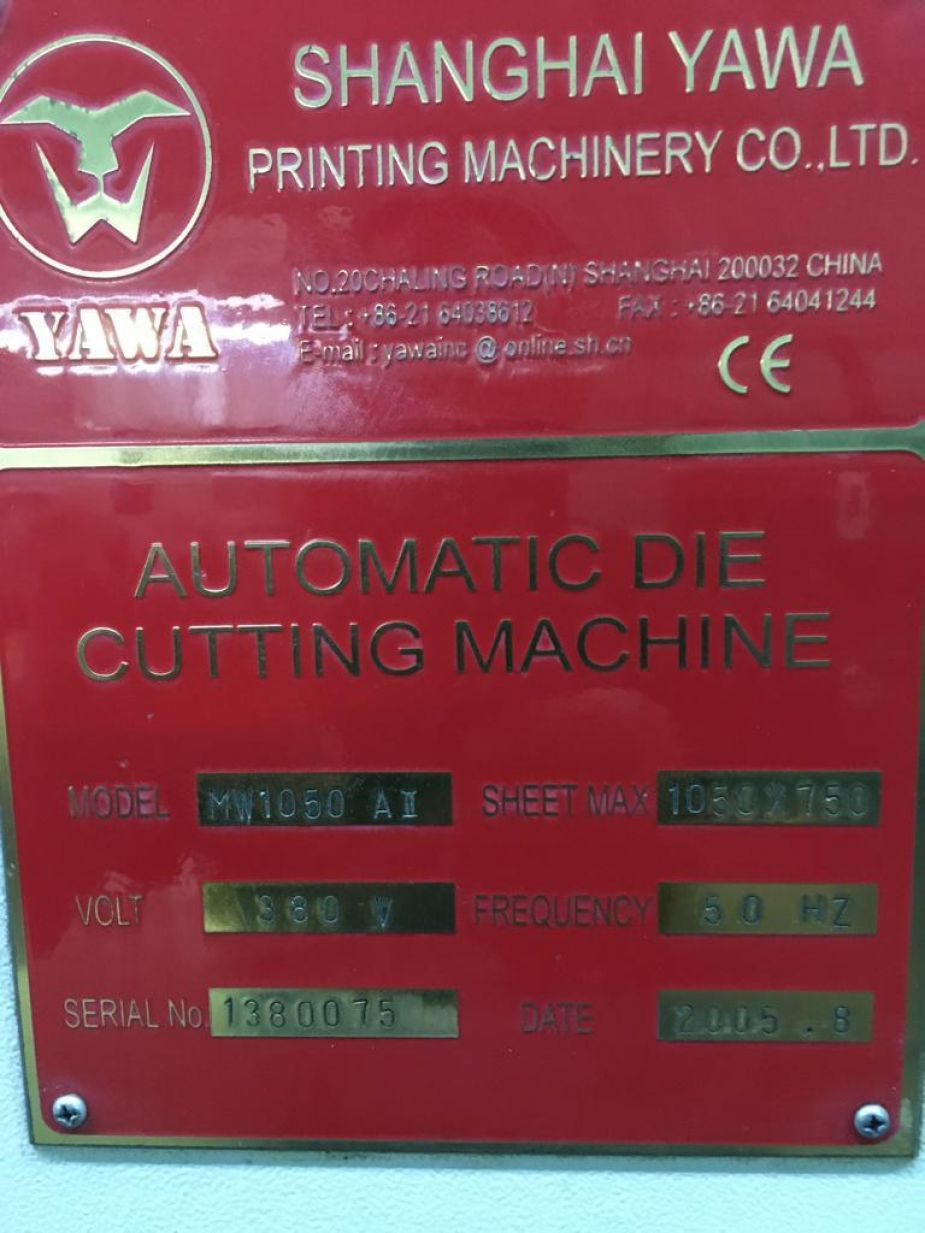 SHANGHAI YAWA
PRINTING MACHINERY CO.,LTD.
NO.20CHALING ROAD(N) SHANGHAI 200032 CHINA
TEL : +86-21 64038612 FAX : +86-21 64041244
E-mail : yawainc @ online.sh.cn
YAWA
CE
AUTOMATIC DIE
CUTTING MACHINE
MODEL MW1050 AⅡ SHEET MAX 1050X750
VOLT 380 V FREQUENCY 50 HZ
SERIAL No. 1380075 DATE 2005.8